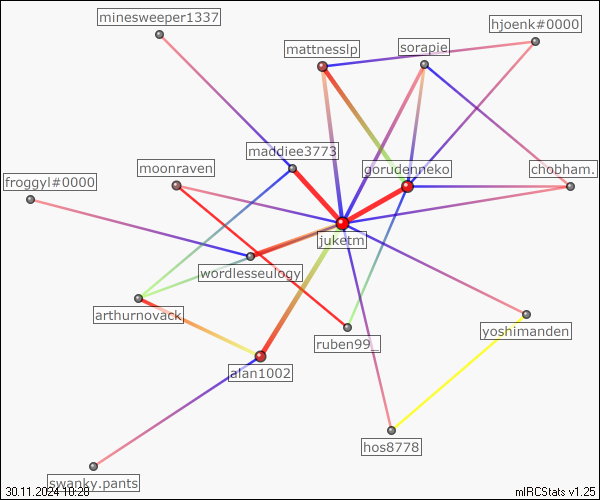 minesweeper1337
hjoenk#0000
mattnesslp
sorapie
maddiee3773
moonraven
gorudenneko
chobham.
froggyl#0000
juketm
wordlesseulogy
arthurnovack
yoshimanden
ruben99_
alan1002
hos8778
swanky.pants
30.11.2024 10:28
mIRCStats v1.25